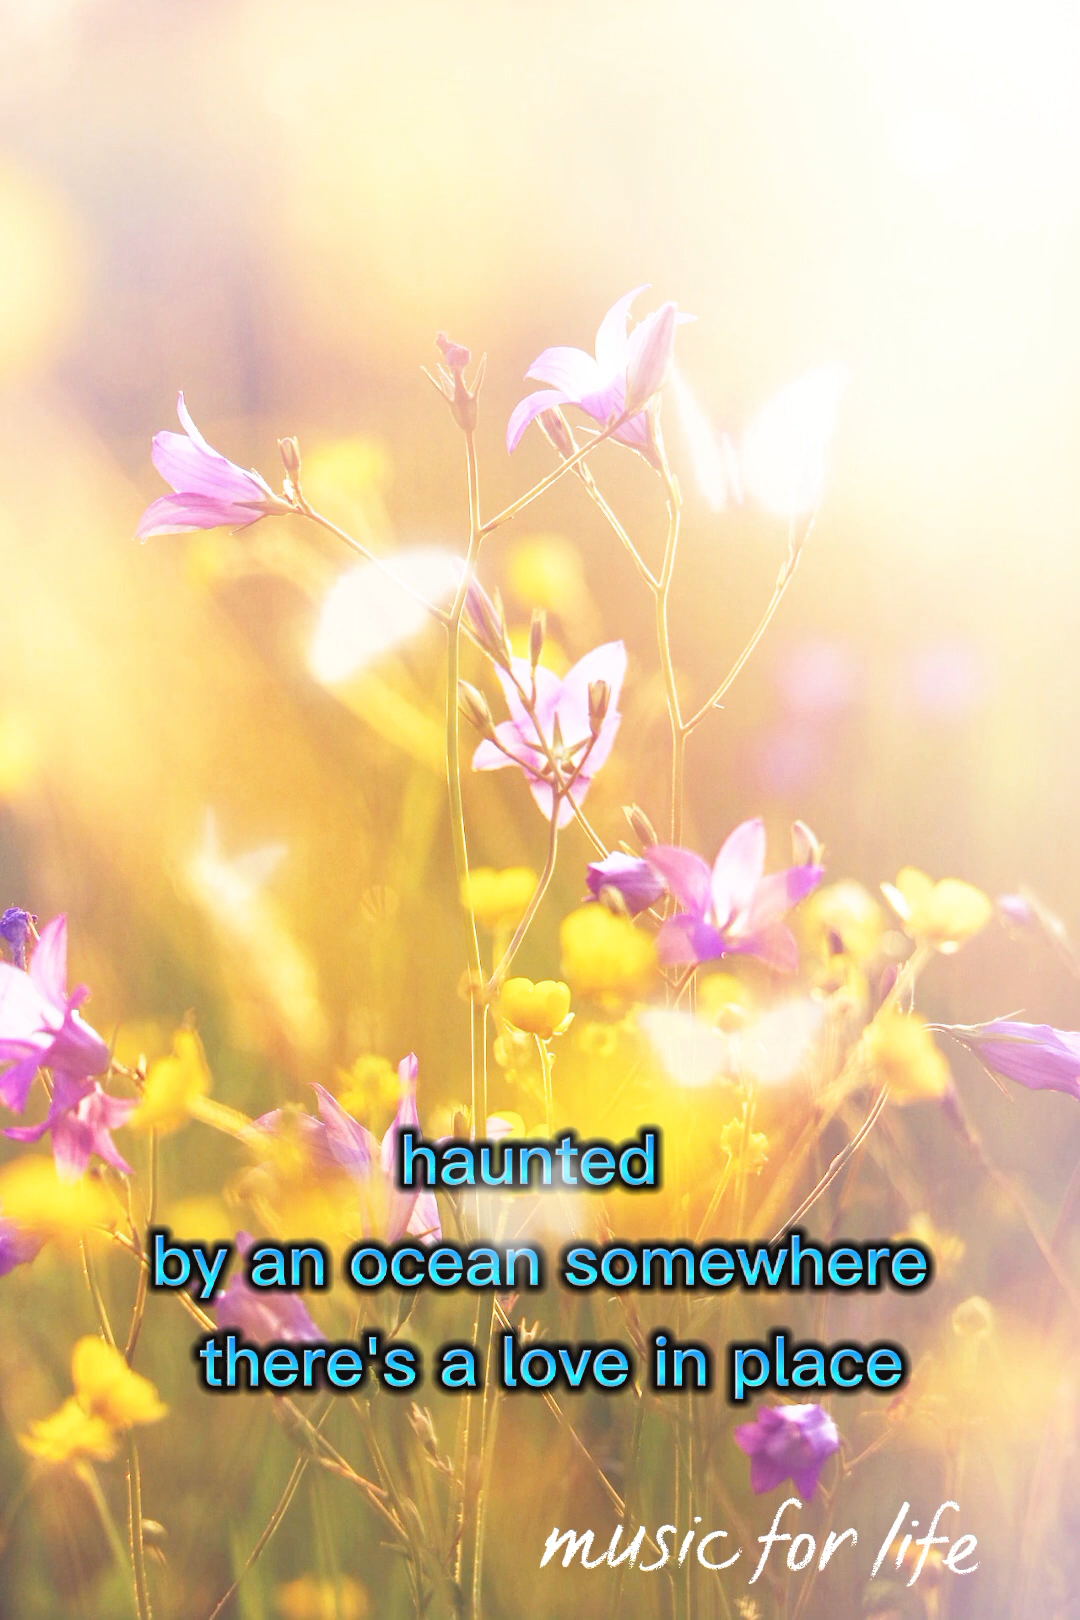 haunted
by an ocean somewhere
there's a love in place
music for life